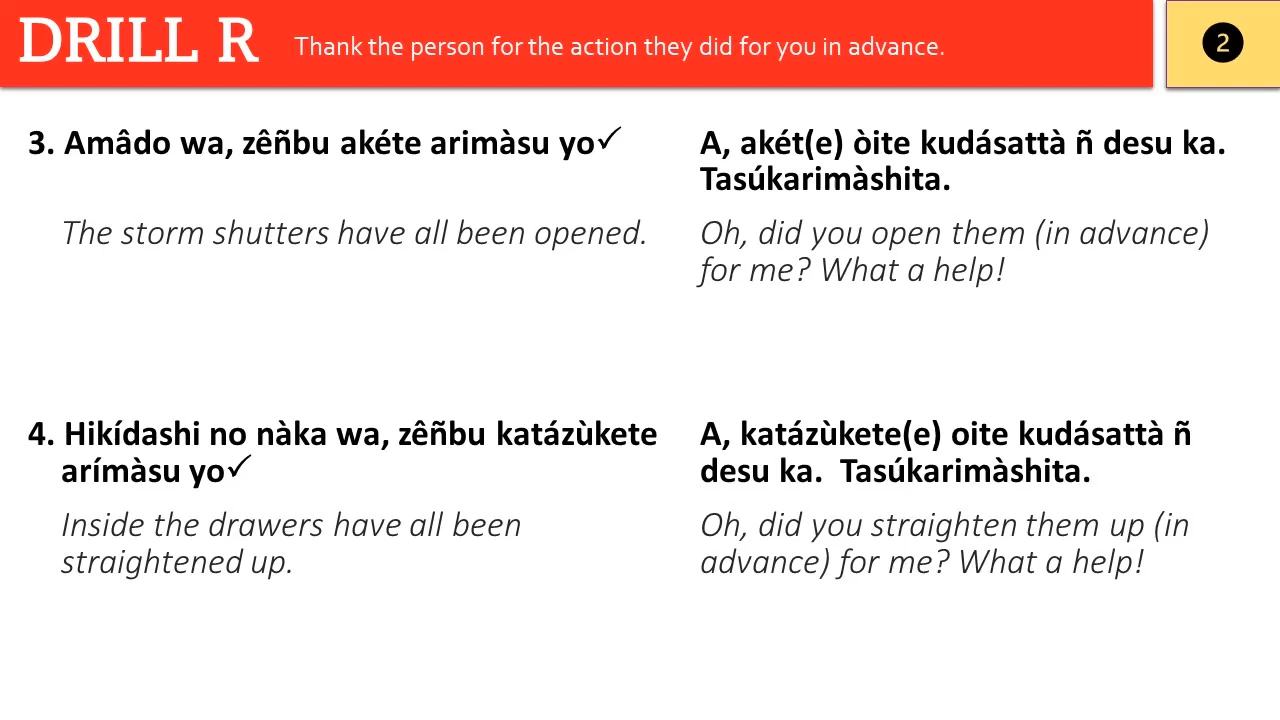 DRILL R
Thank the person for the action they did for you in advance.
2
3. Amâdo wa, zêñbu akéte arimàsu yo✓
The storm shutters have all been opened.
A, akét(e) òite kudásattà ñ desu ka.
Tasúkarimàshita.
Oh, did you open them (in advance)
for me? What a help!
4. Hikídashi no nàka wa, zêñbu katázùkete
arímàsu yo✓
Inside the drawers have all been
straightened up.
A, katázùkete(e) oite kudásattà ñ
desu ka.  Tasúkarimàshita.
Oh, did you straighten them up (in
advance) for me? What a help!